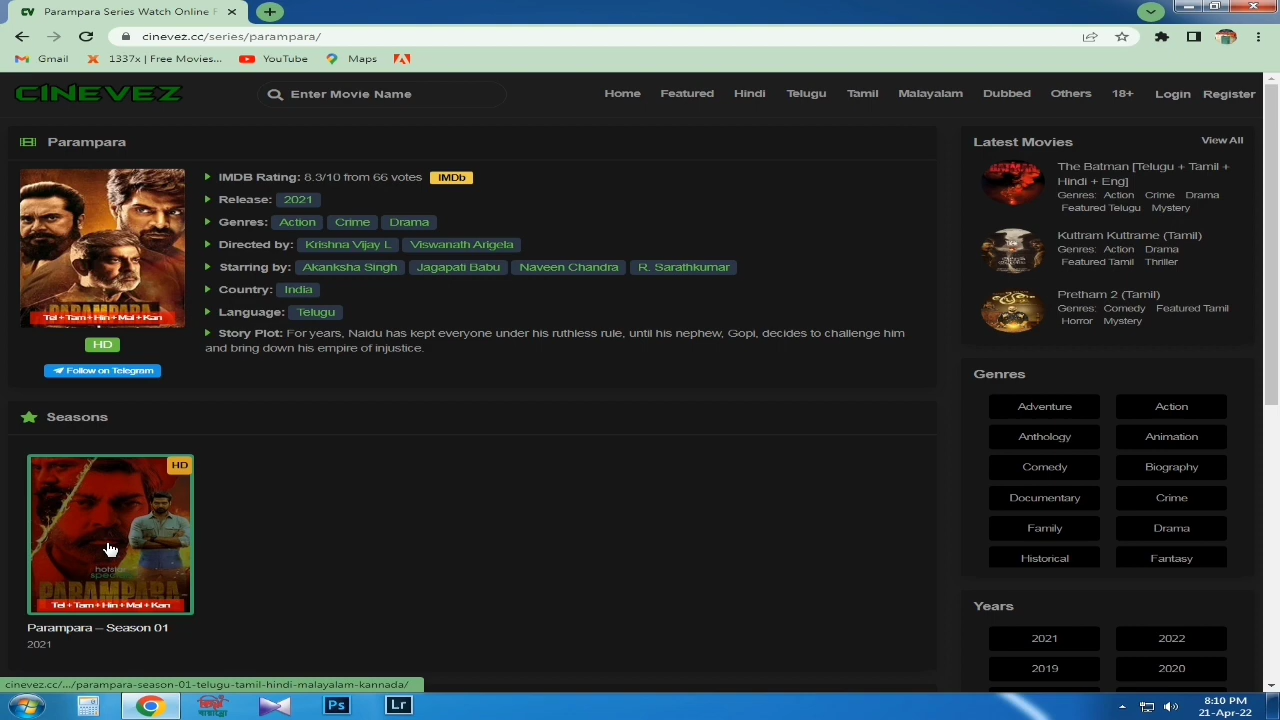 Parampara Series Watch Online F
cinevez.cc/series/parampara/
Gmail
1337x | Free Movies...
YouTube
Maps
CINEVEZ
Enter Movie Name
Home
Featured
Hindi
Telugu
Tamil
Malayalam
Dubbed
Others
18+
Login
Register
Parampara
PARAMPARA
Tel + Tam + Hin + Mal + Kan
HD
Follow on Telegram
IMDB Rating: 8.3/10 from 66 votes IMDb
Release: 2021
Genres: Action Crime Drama
Directed by: Krishna Vijay L Viswanath Arigela
Starring by: Akanksha Singh Jagapati Babu Naveen Chandra R. Sarathkumar
Country: India
Language: Telugu
Story Plot: For years, Naidu has kept everyone under his ruthless rule, until his nephew, Gopi, decides to challenge him
and bring down his empire of injustice.
Seasons
HD
hotstar
specials
PARAMPARA
Tel + Tam + Hin + Mal + Kan
Parampara – Season 01
2021
Latest Movies
View All
The Batman [Telugu + Tamil +
Hindi + Eng]
Genres: Action Crime Drama
Featured Telugu Mystery
Kuttram Kuttrame (Tamil)
Genres: Action Drama
Featured Tamil Thriller
Pretham 2 (Tamil)
Genres: Comedy Featured Tamil
Horror Mystery
Genres
Adventure Action
Anthology Animation
Comedy Biography
Documentary Crime
Family Drama
Historical Fantasy
Years
2021 2022
2019 2020
cinevez.cc/.../parampara-season-01-telugu-tamil-hindi-malayalam-kannada/
Ps
Lr
8:10 PM
21-Apr-22